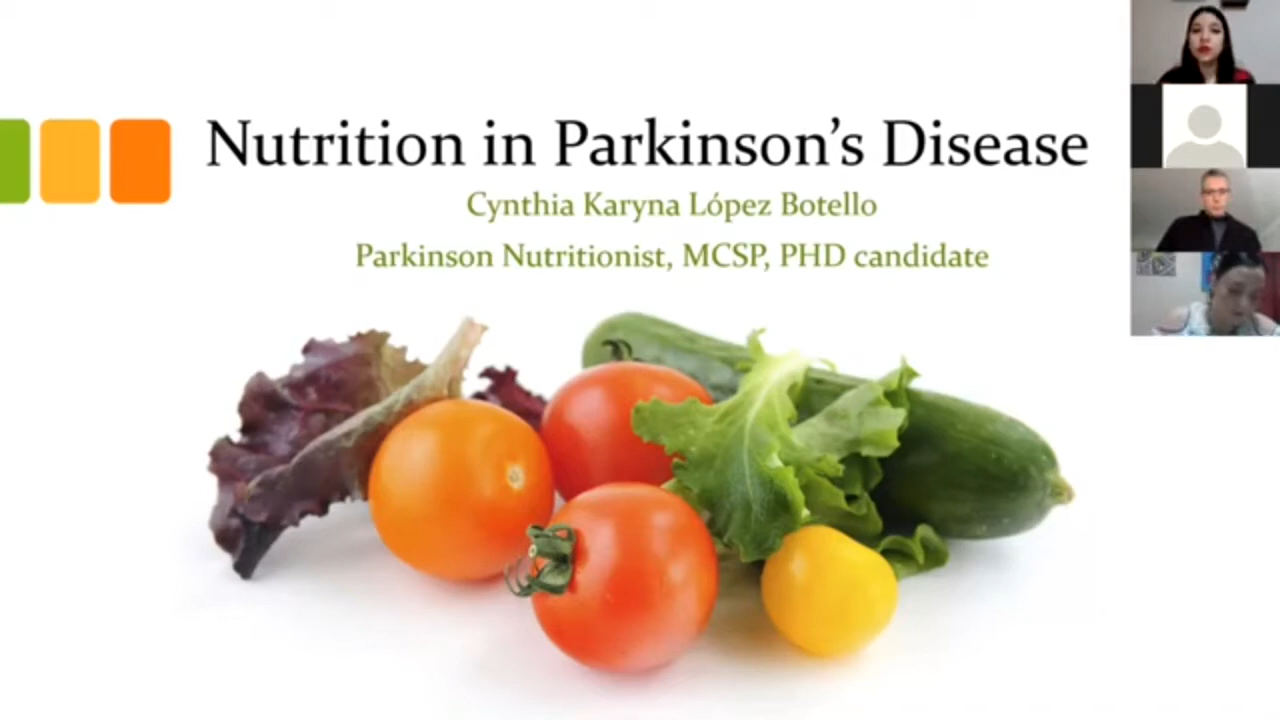 Nutrition in Parkinson’s Disease
Cynthia Karyna López Botello
Parkinson Nutritionist, MCSP, PHD candidate